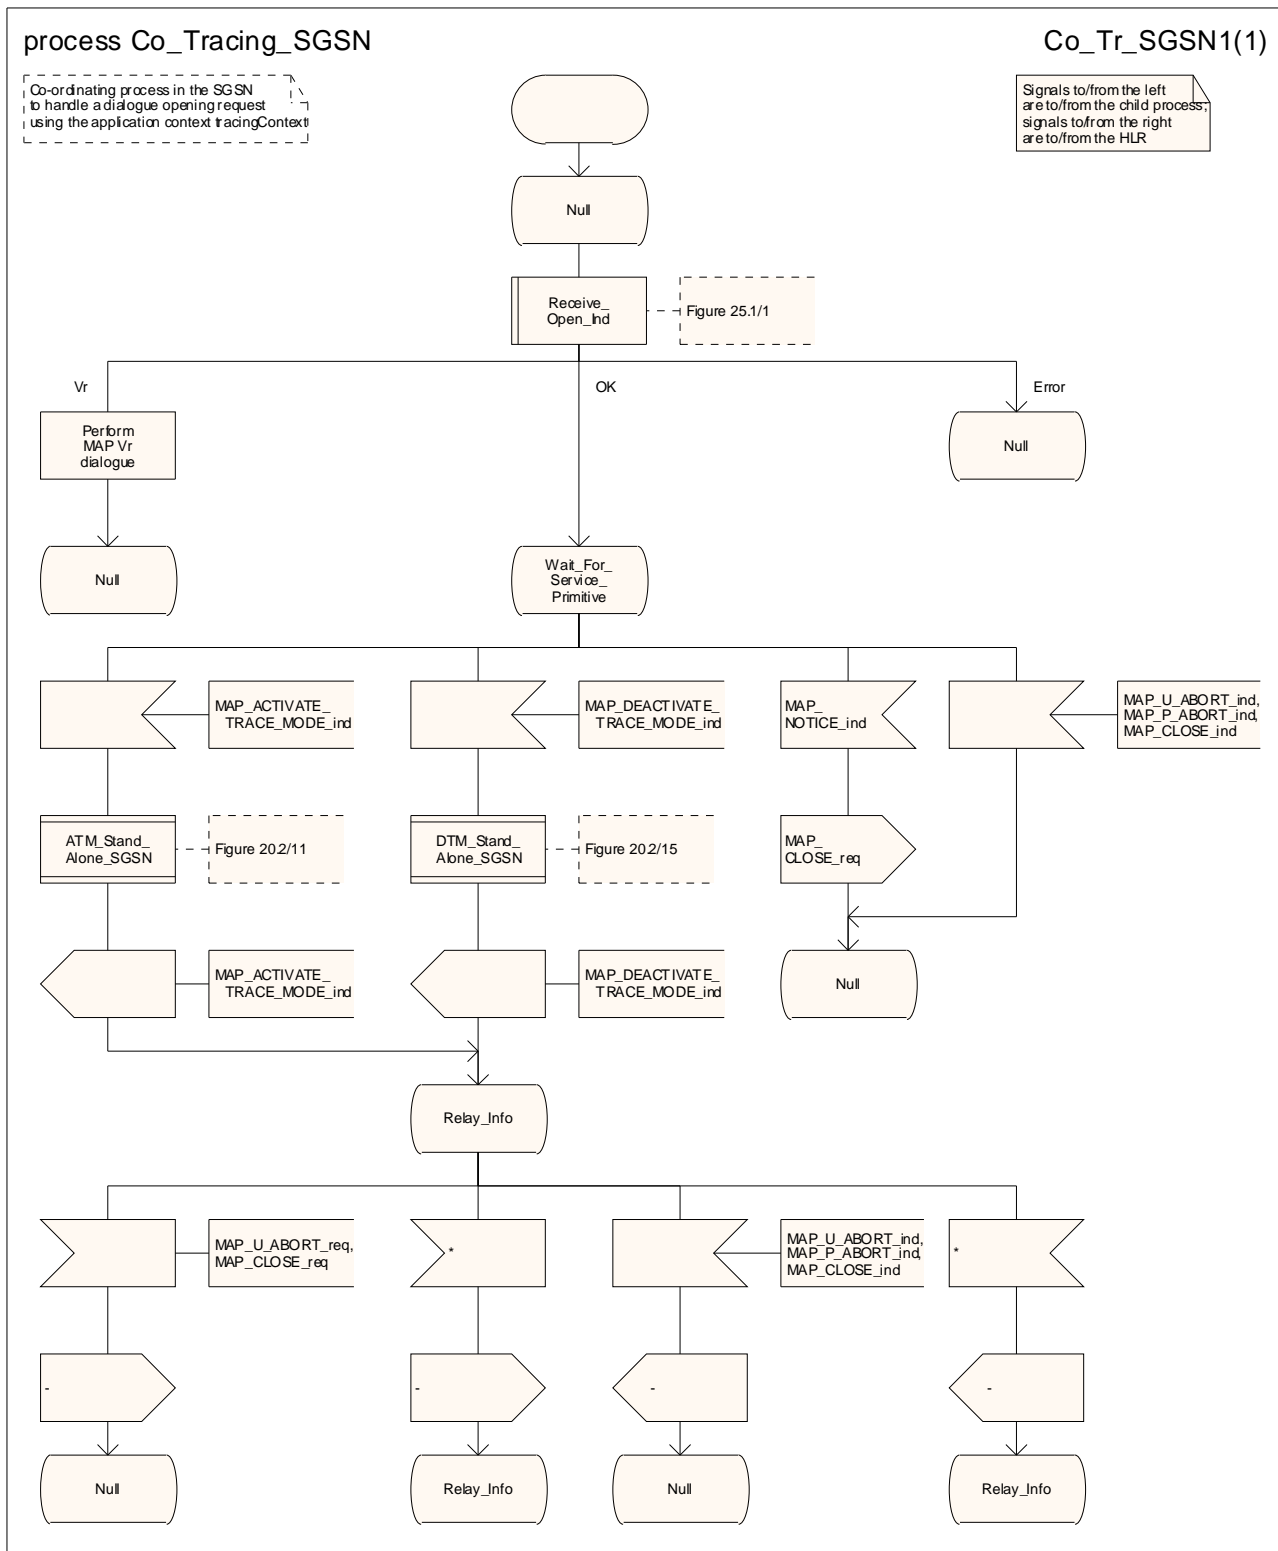 process Co_Tracing_SGSN
Co_Tr_SGSN1(1)
Co-ordinating process in the SGSN
to handle a dialogue opening request
using the application context tracingContext
Signals to/from the left
are to/from the child process;
signals to/from the right
are to/from the HLR
Null
Receive_
Open_Ind
Figure 25.1/1
Vr
OK
Error
Perform
MAP Vr
dialogue
Null
Null
Wait_For_
Service_
Primitive
MAP_ACTIVATE_
TRACE_MODE_ind
MAP_DEACTIVATE_
TRACE_MODE_ind
MAP_
NOTICE_ind
MAP_U_ABORT_ind,
MAP_P_ABORT_ind,
MAP_CLOSE_ind
ATM_Stand_
Alone_SGSN
Figure 20.2/11
DTM_Stand_
Alone_SGSN
Figure 20.2/15
MAP_
CLOSE_req
MAP_ACTIVATE_
TRACE_MODE_ind
MAP_DEACTIVATE_
TRACE_MODE_ind
Null
Relay_Info
MAP_U_ABORT_req,
MAP_CLOSE_req
*
MAP_U_ABORT_ind,
MAP_P_ABORT_ind,
MAP_CLOSE_ind
*
-
-
-
-
Null
Relay_Info
Null
Relay_Info